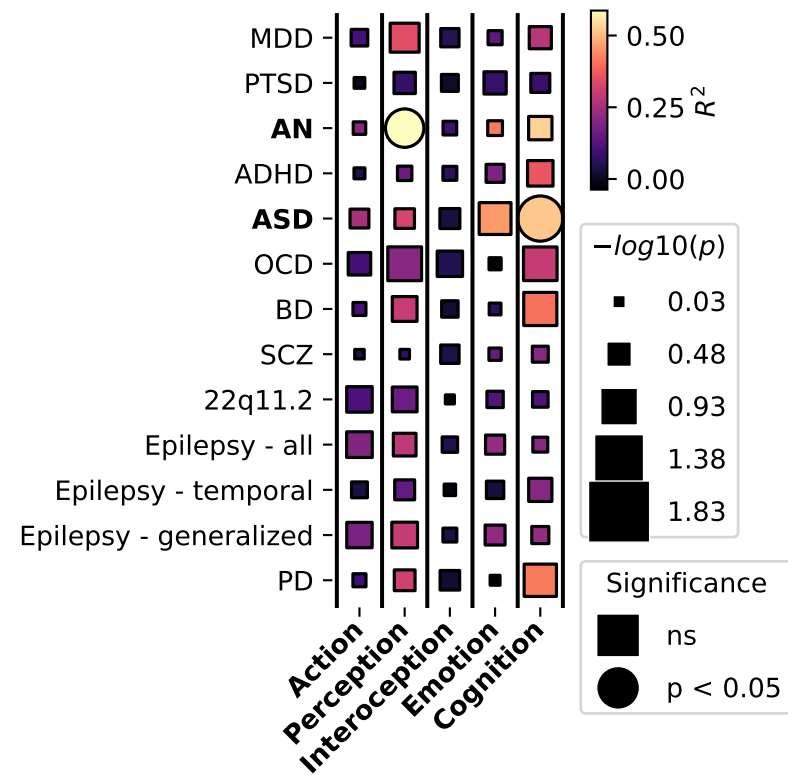 MDD
PTSD
AN
ADHD
ASD
OCD
BD
SCZ
22q11.2
Epilepsy - all
Epilepsy - temporal
Epilepsy - generalized
PD
Action
Perception
Interoception
Emotion
Cognition
0.50
0.25
0.00
R²
−log10(p)
0.03
0.48
0.93
1.38
1.83
Significance
ns
p < 0.05